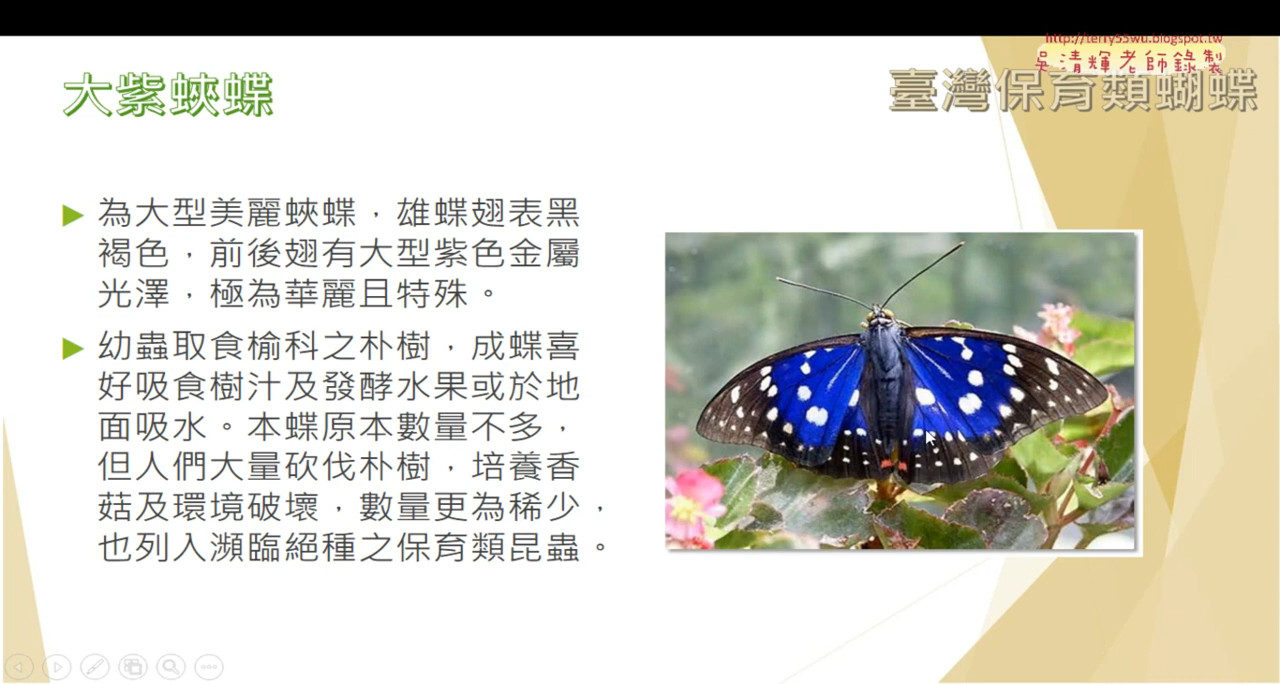 http://terry55wu.blogspot.tw
吳清輝老師錄製
大紫蛺蝶
臺灣保育類蝴蝶
為大型美麗蛺蝶，雄蝶翅表黑
褐色，前後翅有大型紫色金屬
光澤，極為華麗且特殊。
幼蟲取食榆科之朴樹，成蝶喜
好吸食樹汁及發酵水果或於地
面吸水。本蝶原本數量不多，
但人們大量砍伐朴樹，培養香
菇及環境破壞，數量更為稀少，
也列入瀕臨絕種之保育類昆蟲。